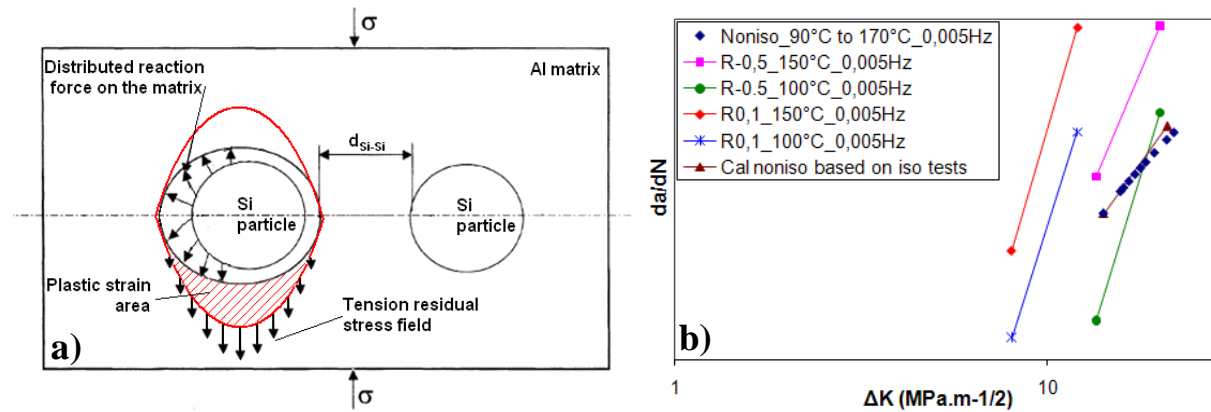 σ
Distributed reaction
force on the matrix
Al matrix
d_Si-Si
Si
particle
Si
particle
Plastic strain
area
Tension residual
stress field
a)
σ
Noniso_90°C to 170°C_0,005Hz
R-0,5_150°C_0,005Hz
R-0.5_100°C_0,005Hz
R0,1_150°C_0,005Hz
R0,1_100°C_0,005Hz
Cal noniso based on iso tests
da/dN
b)
1
10
ΔK (MPa.m-1/2)